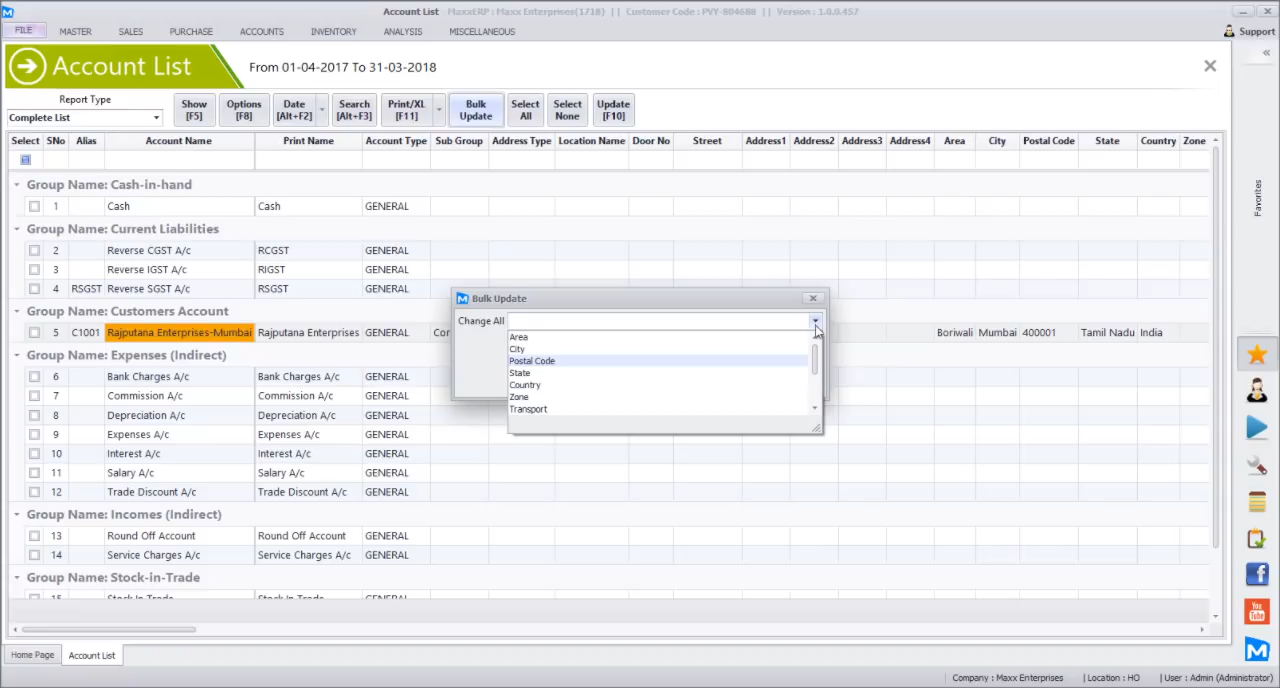 Account List MaxxERP : Maxx Enterprises(1718) || Customer Code : PVY-804688 || Version : 1.0.0.457
FILE MASTER SALES PURCHASE ACCOUNTS INVENTORY ANALYSIS MISCELLANEOUS Support
Account List From 01-04-2017 To 31-03-2018
Report Type
Complete List
Show [F5] Options [F8] Date [Alt+F2] Search [Alt+F3] Print/XL [F11] Bulk Update Select All Select None Update [F10]
Select SNo Alias Account Name Print Name Account Type Sub Group Address Type Location Name Door No Street Address1 Address2 Address3 Address4 Area City Postal Code State Country Zone
Group Name: Cash-in-hand
1 Cash Cash GENERAL
Group Name: Current Liabilities
2 Reverse CGST A/c RCGST GENERAL
3 Reverse IGST A/c RIGST GENERAL
4 RSGST Reverse SGST A/c RSGST GENERAL
Group Name: Customers Account
5 C1001 Rajputana Enterprises-Mumbai Rajputana Enterprises GENERAL Cor Boriwali Mumbai 400001 Tamil Nadu India
Group Name: Expenses (Indirect)
6 Bank Charges A/c Bank Charges A/c GENERAL
7 Commission A/c Commission A/c GENERAL
8 Depreciation A/c Depreciation A/c GENERAL
9 Expenses A/c Expenses A/c GENERAL
10 Interest A/c Interest A/c GENERAL
11 Salary A/c Salary A/c GENERAL
12 Trade Discount A/c Trade Discount A/c GENERAL
Group Name: Incomes (Indirect)
13 Round Off Account Round Off Account GENERAL
14 Service Charges A/c Service Charges A/c GENERAL
Group Name: Stock-in-Trade
15 Stock In Trade Stock In Trade GENERAL
Bulk Update
Change All
Area
City
Postal Code
State
Country
Zone
Transport
Favorites
You
Tube
Home Page Account List
Company : Maxx Enterprises | Location : HO | User : Admin (Administrator)